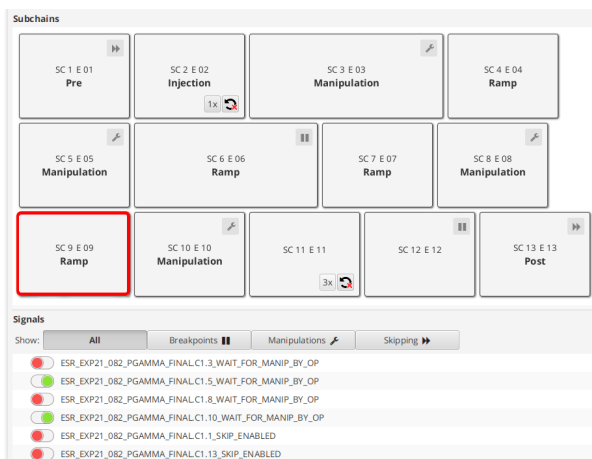 Subchains
SC 1 E 01
Pre
SC 2 E 02
Injection
1x
SC 3 E 03
Manipulation
SC 4 E 04
Ramp
SC 5 E 05
Manipulation
SC 6 E 06
Ramp
SC 7 E 07
Ramp
SC 8 E 08
Manipulation
SC 9 E 09
Ramp
SC 10 E 10
Manipulation
SC 11 E 11
3x
SC 12 E 12
SC 13 E 13
Post
Signals
Show: All Breakpoints Manipulations Skipping
ESR_EXP21_082_PGAMMA_FINAL.C1.3_WAIT_FOR_MANIP_BY_OP
ESR_EXP21_082_PGAMMA_FINAL.C1.5_WAIT_FOR_MANIP_BY_OP
ESR_EXP21_082_PGAMMA_FINAL.C1.8_WAIT_FOR_MANIP_BY_OP
ESR_EXP21_082_PGAMMA_FINAL.C1.10_WAIT_FOR_MANIP_BY_OP
ESR_EXP21_082_PGAMMA_FINAL.C1.1_SKIP_ENABLED
ESR_EXP21_082_PGAMMA_FINAL.C1.13_SKIP_ENABLED